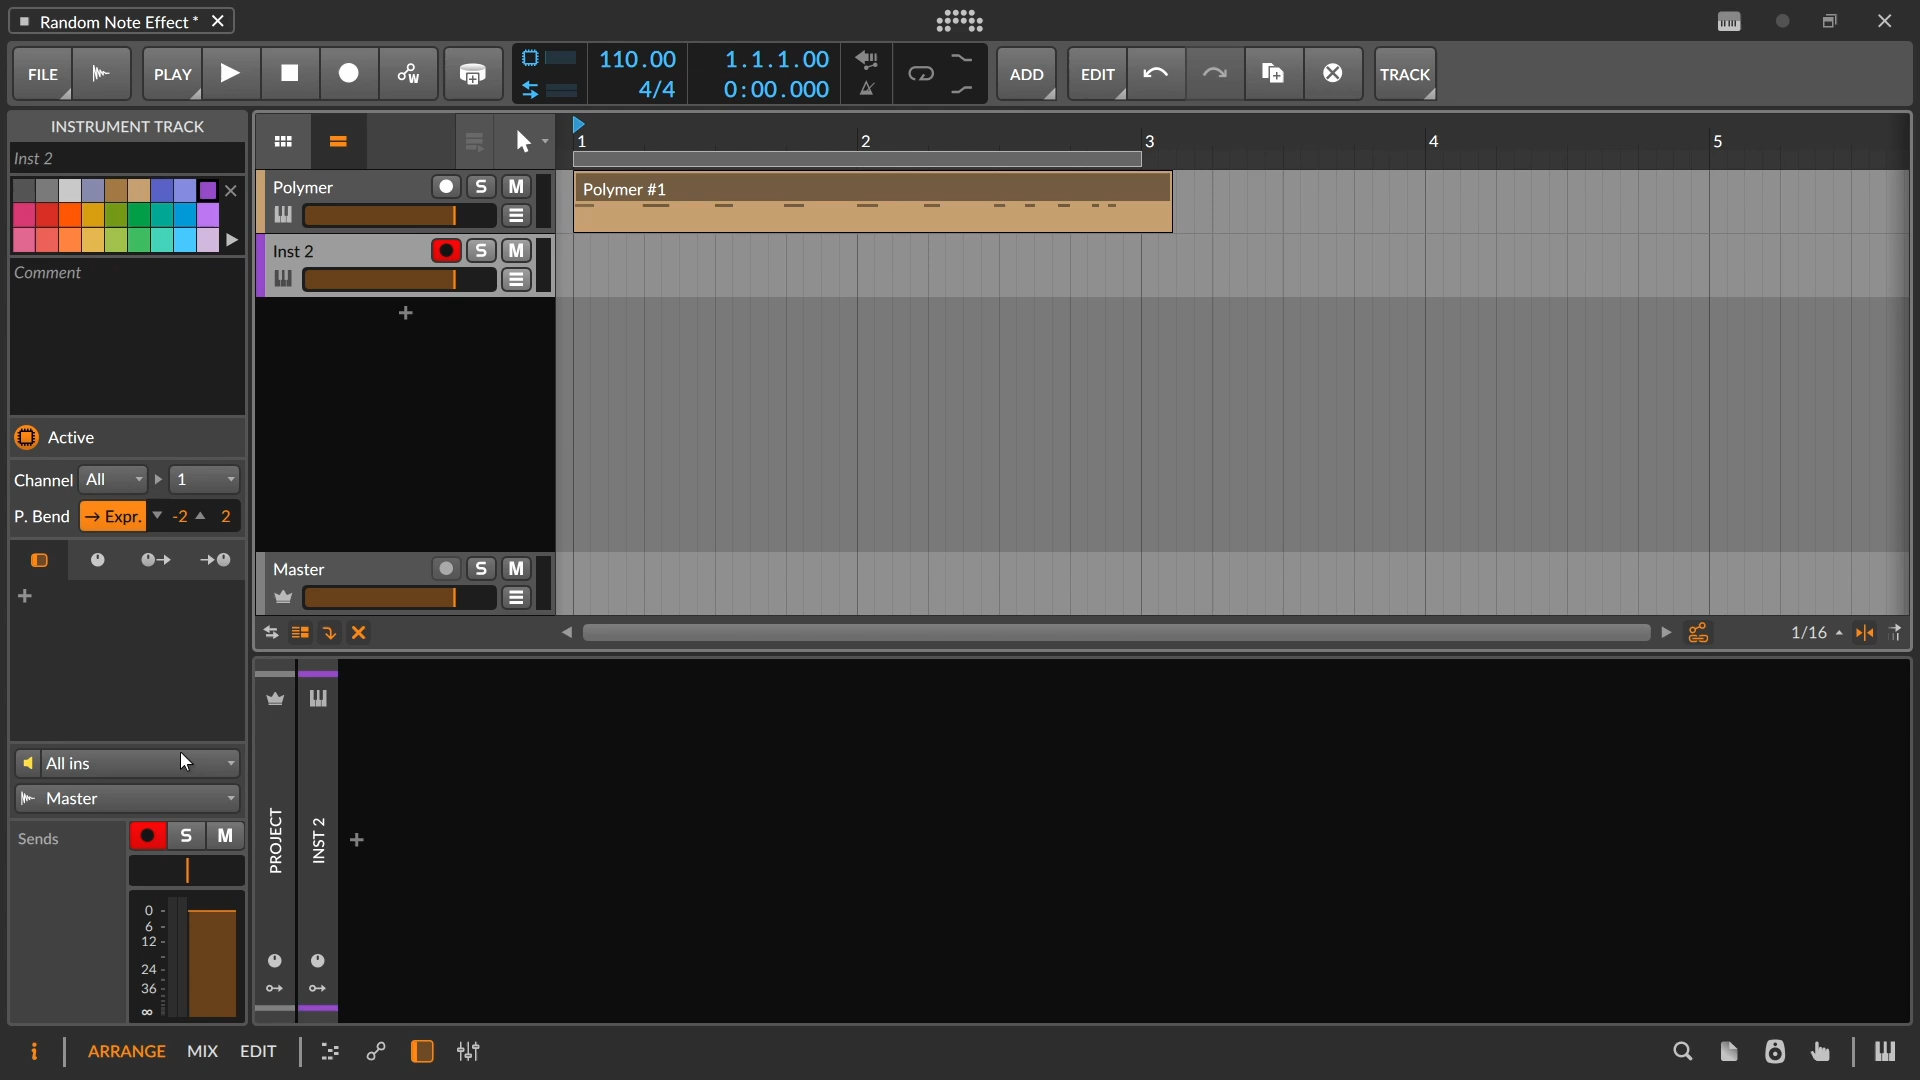 Random Note Effect *
FILE
PLAY
110.00
4/4
1.1.1.00
0:00.000
ADD
EDIT
TRACK
INSTRUMENT TRACK
Inst 2
Comment
Active
Channel All 1
P. Bend → Expr. -2 2
All ins
Master
Sends
S M
0
6
12
24
36
∞
1 2 3 4 5
Polymer S M
Polymer #1
Inst 2 S M
Master S M
1/16
PROJECT
INST 2
i
ARRANGE MIX EDIT